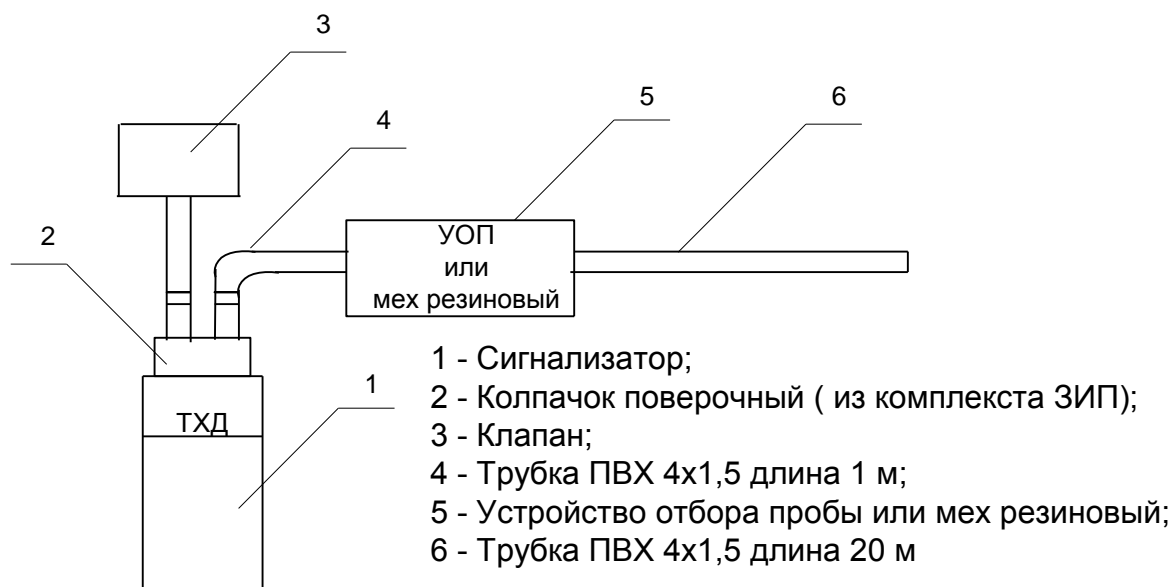 3
5
6
4
2
УОП
или
мех резиновый
1
ТХД
1 - Сигнализатор;
2 - Колпачок поверочный ( из комплекста ЗИП);
3 - Клапан;
4 - Трубка ПВХ 4х1,5 длина 1 м;
5 - Устройство отбора пробы или мех резиновый;
6 - Трубка ПВХ 4х1,5 длина 20 м